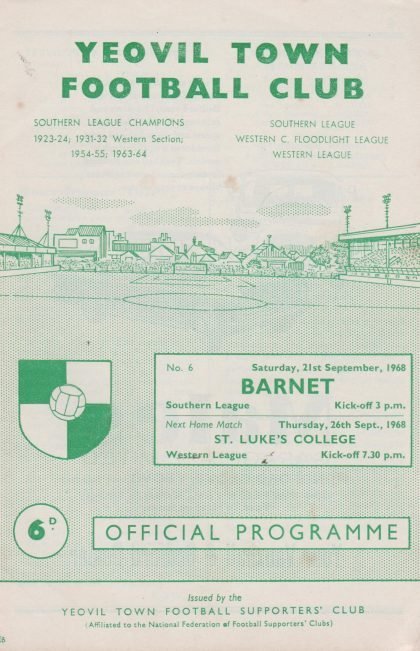 YEOVIL TOWN
FOOTBALL CLUB
SOUTHERN LEAGUE CHAMPIONS
1923-24; 1931-32 Western Section;
1954-55; 1963-64
SOUTHERN LEAGUE
WESTERN C. FLOODLIGHT LEAGUE
WESTERN LEAGUE
No. 6 Saturday, 21st September, 1968
BARNET
Southern League Kick-off 3 p.m.
Next Home Match Thursday, 26th Sept., 1968
ST. LUKE'S COLLEGE
Western League Kick-off 7.30 p.m.
6D.
OFFICIAL PROGRAMME
Issued by the
YEOVIL TOWN FOOTBALL SUPPORTERS' CLUB
(Affiliated to the National Federation of Football Supporters' Clubs)